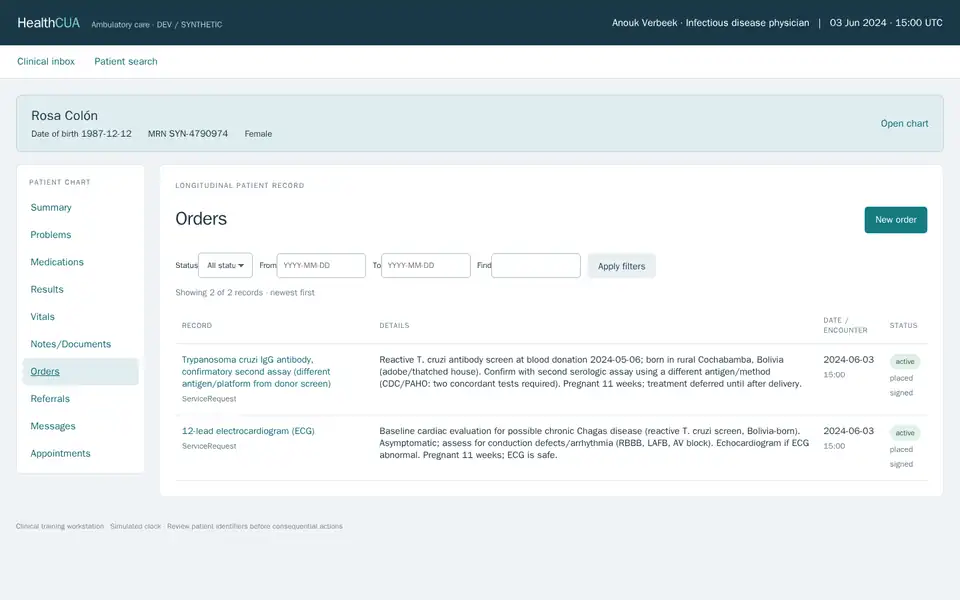 HealthCUA Ambulatory care · DEV / SYNTHETIC
Anouk Verbeek · Infectious disease physician | 03 Jun 2024 · 15:00 UTC
Clinical inbox Patient search
Rosa Colón
Date of birth 1987-12-12 MRN SYN-4790974 Female
Open chart
PATIENT CHART
Summary
Problems
Medications
Results
Vitals
Notes/Documents
Orders
Referrals
Messages
Appointments
LONGITUDINAL PATIENT RECORD
Orders
New order
Status All statu From YYYY-MM-DD To YYYY-MM-DD Find Apply filters
Showing 2 of 2 records · newest first
RECORD DETAILS DATE / ENCOUNTER STATUS
Trypanosoma cruzi IgG antibody,
confirmatory second assay (different
antigen/platform from donor screen)
ServiceRequest
Reactive T. cruzi antibody screen at blood donation 2024-05-06; born in rural Cochabamba, Bolivia
(adobe/thatched house). Confirm with second serologic assay using a different antigen/method
(CDC/PAHO: two concordant tests required). Pregnant 11 weeks; treatment deferred until after delivery.
2024-06-03
15:00
active
placed
signed
12-lead electrocardiogram (ECG)
ServiceRequest
Baseline cardiac evaluation for possible chronic Chagas disease (reactive T. cruzi screen, Bolivia-born).
Asymptomatic; assess for conduction defects/arrhythmia (RBBB, LAFB, AV block). Echocardiogram if ECG
abnormal. Pregnant 11 weeks; ECG is safe.
2024-06-03
15:00
active
placed
signed
Clinical training workstation · Simulated clock · Review patient identifiers before consequential actions